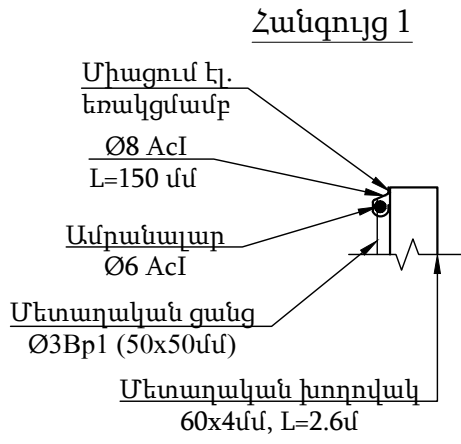 Հանգույց 1
Միացում էլ.
եռակցմամբ
Ø8 AcI
L=150 մմ
Ամրանալար
Ø6 AcI
Մետաղական ցանց
Ø3Bp1 (50x50մմ)
Մետաղական խողովակ
60x4մմ, L=2.6մ